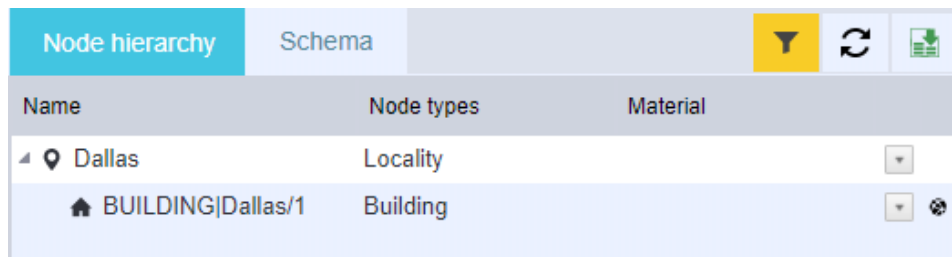 Node hierarchy Schema
Name Node types Material
Dallas Locality
BUILDING|Dallas/1 Building